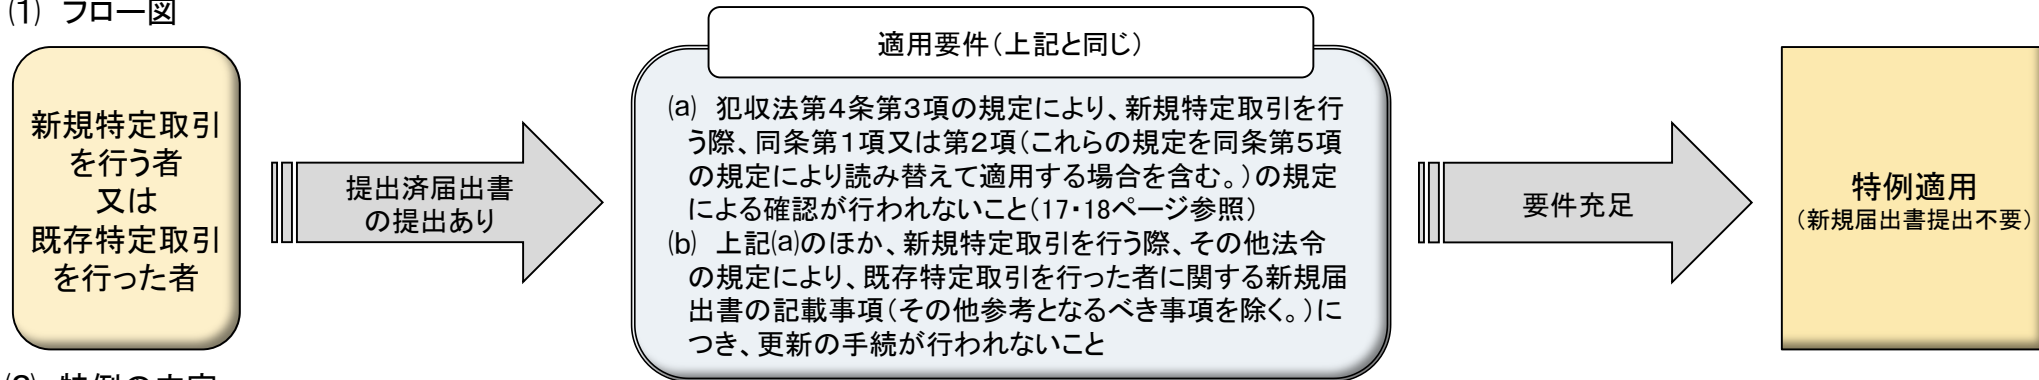 ⑴ フロー図
新規特定取引
を行う者
又は
既存特定取引
を行った者
提出済届出書
の提出あり
適用要件(上記と同じ)
⒜ 犯収法第4条第3項の規定により、新規特定取引を行
う際、同条第1項又は第2項(これらの規定を同条第5項
の規定により読み替えて適用する場合を含む。)の規定
による確認が行われないこと(17・18ページ参照)
⒝ 上記⒜のほか、新規特定取引を行う際、その他法令
の規定により、既存特定取引を行った者に関する新規届
出書の記載事項(その他参考となるべき事項を除く。)に
つき、更新の手続が行われないこと
要件充足
特例適用
(新規届出書提出不要)